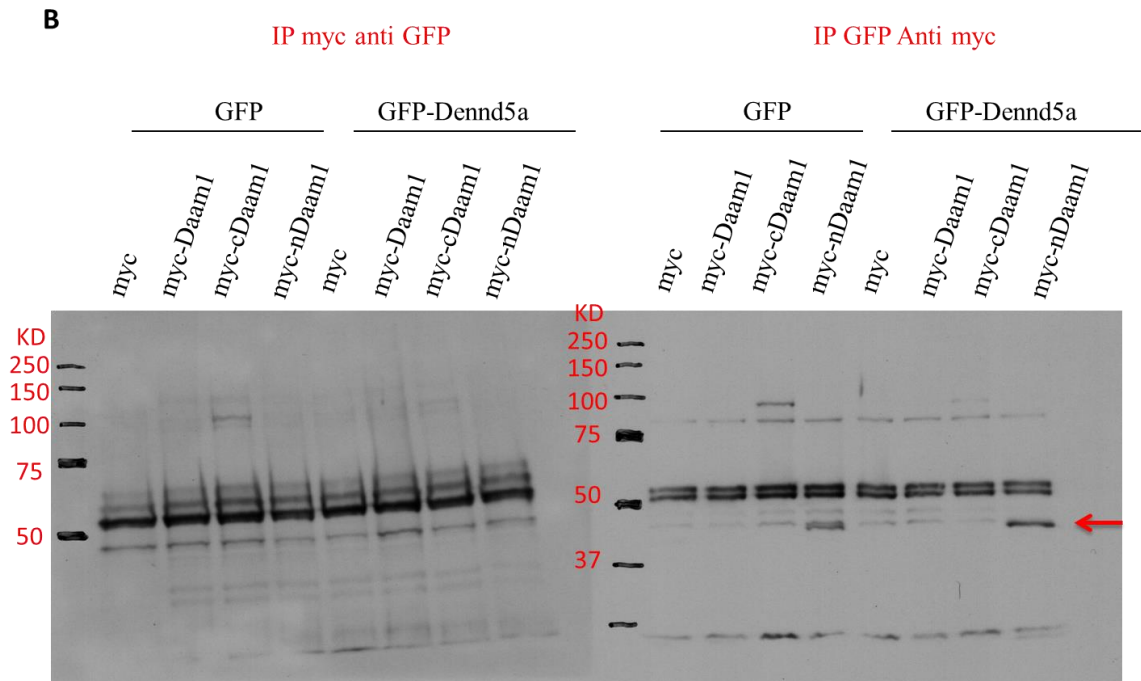 B
IP myc anti GFP
IP GFP Anti myc
GFP
GFP-Dennd5a
GFP
GFP-Dennd5a
myc
myc-Daam1
myc-cDaam1
myc-nDaam1
myc
myc-Daam1
myc-cDaam1
myc-nDaam1
myc
myc-Daam1
myc-cDaam1
myc-nDaam1
myc
myc-Daam1
myc-cDaam1
myc-nDaam1
KD
250
150
100
75
50
KD
250
150
100
75
50
37